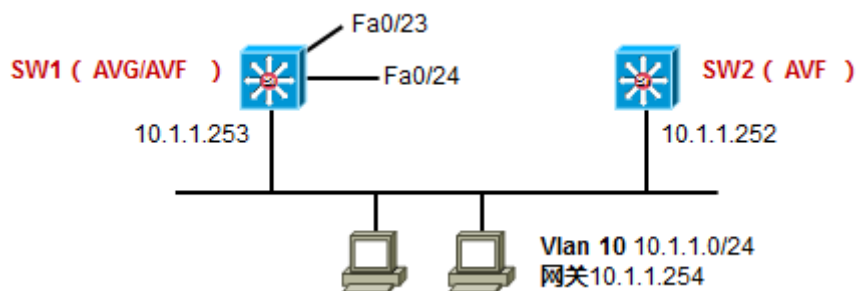 Fa0/23
SW1 ( AVG/AVF )
Fa0/24
SW2 ( AVF )
10.1.1.253
10.1.1.252
Vlan 10 10.1.1.0/24
网关10.1.1.254